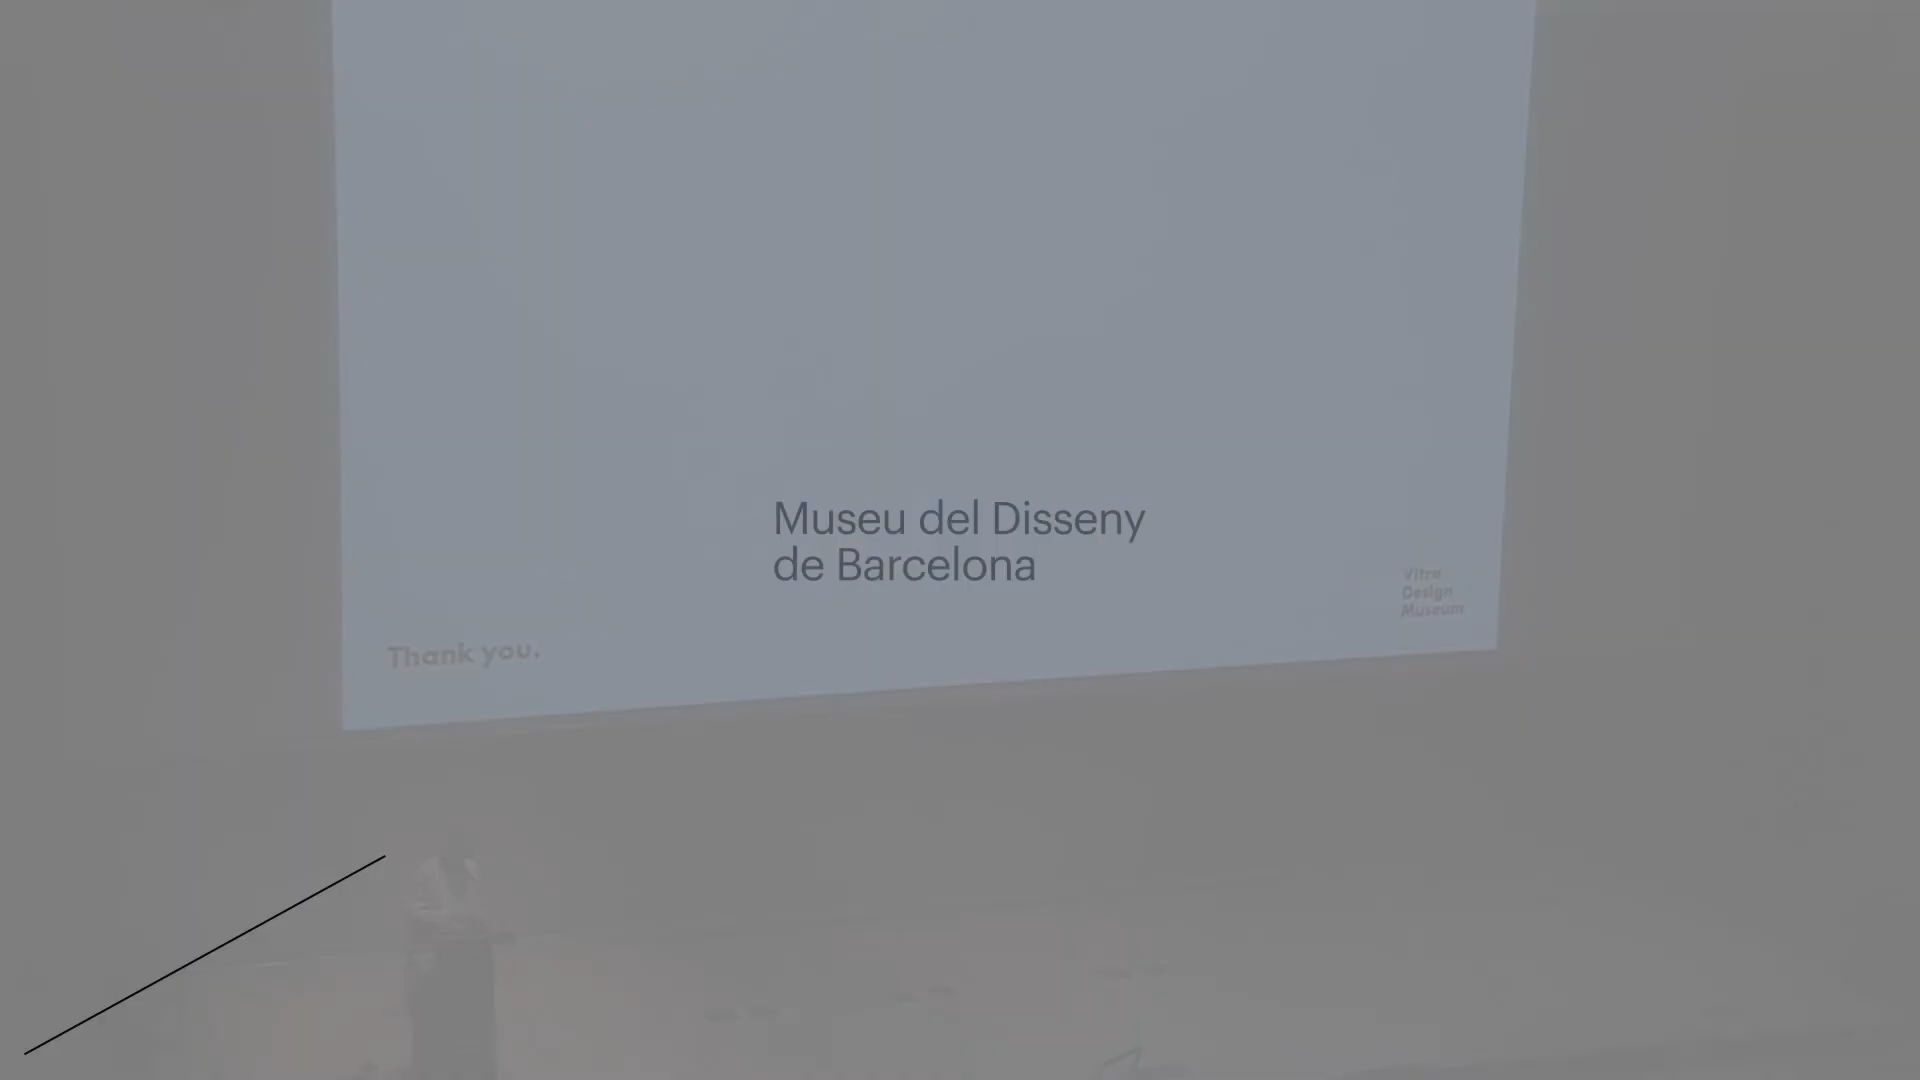 Museu del Disseny
de Barcelona
Vitra
Design
Museum
Thank you.